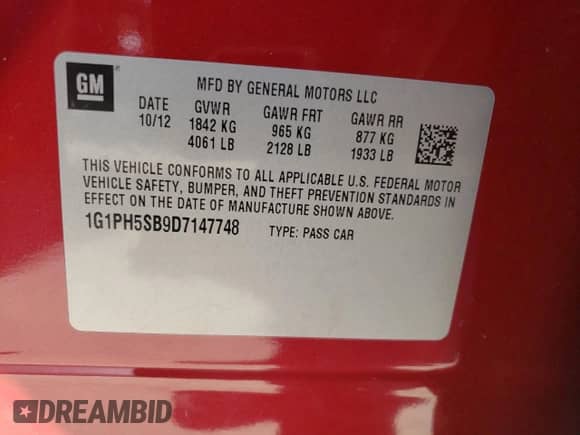 GM
MFD BY GENERAL MOTORS LLC
DATE GVWR GAWR FRT GAWR RR
10/12 1842 KG 965 KG 877 KG
4061 LB 2128 LB 1933 LB
THIS VEHICLE CONFORMS TO ALL APPLICABLE U.S. FEDERAL MOTOR
VEHICLE SAFETY, BUMPER, AND THEFT PREVENTION STANDARDS IN
EFFECT ON THE DATE OF MANUFACTURE SHOWN ABOVE.
1G1PH5SB9D7147748 TYPE: PASS CAR
DREAMBID